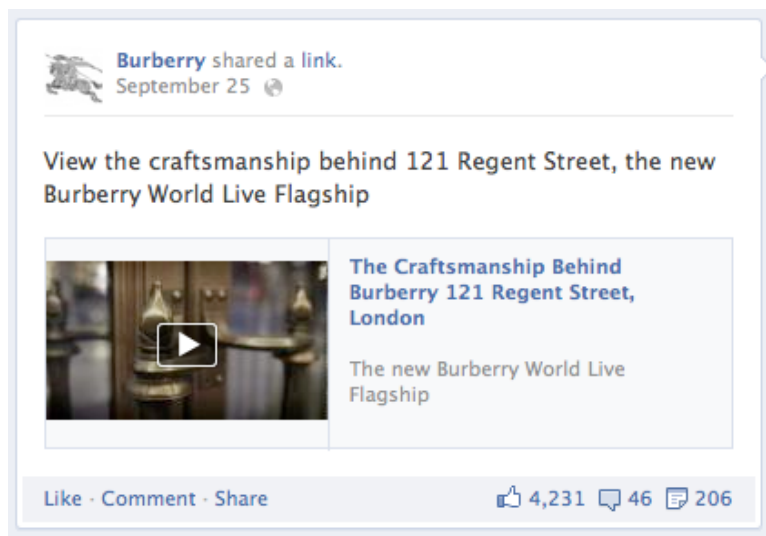 Burberry shared a link.
September 25
View the craftsmanship behind 121 Regent Street, the new
Burberry World Live Flagship
The Craftsmanship Behind
Burberry 121 Regent Street,
London
The new Burberry World Live
Flagship
Like · Comment · Share 4,231 46 206